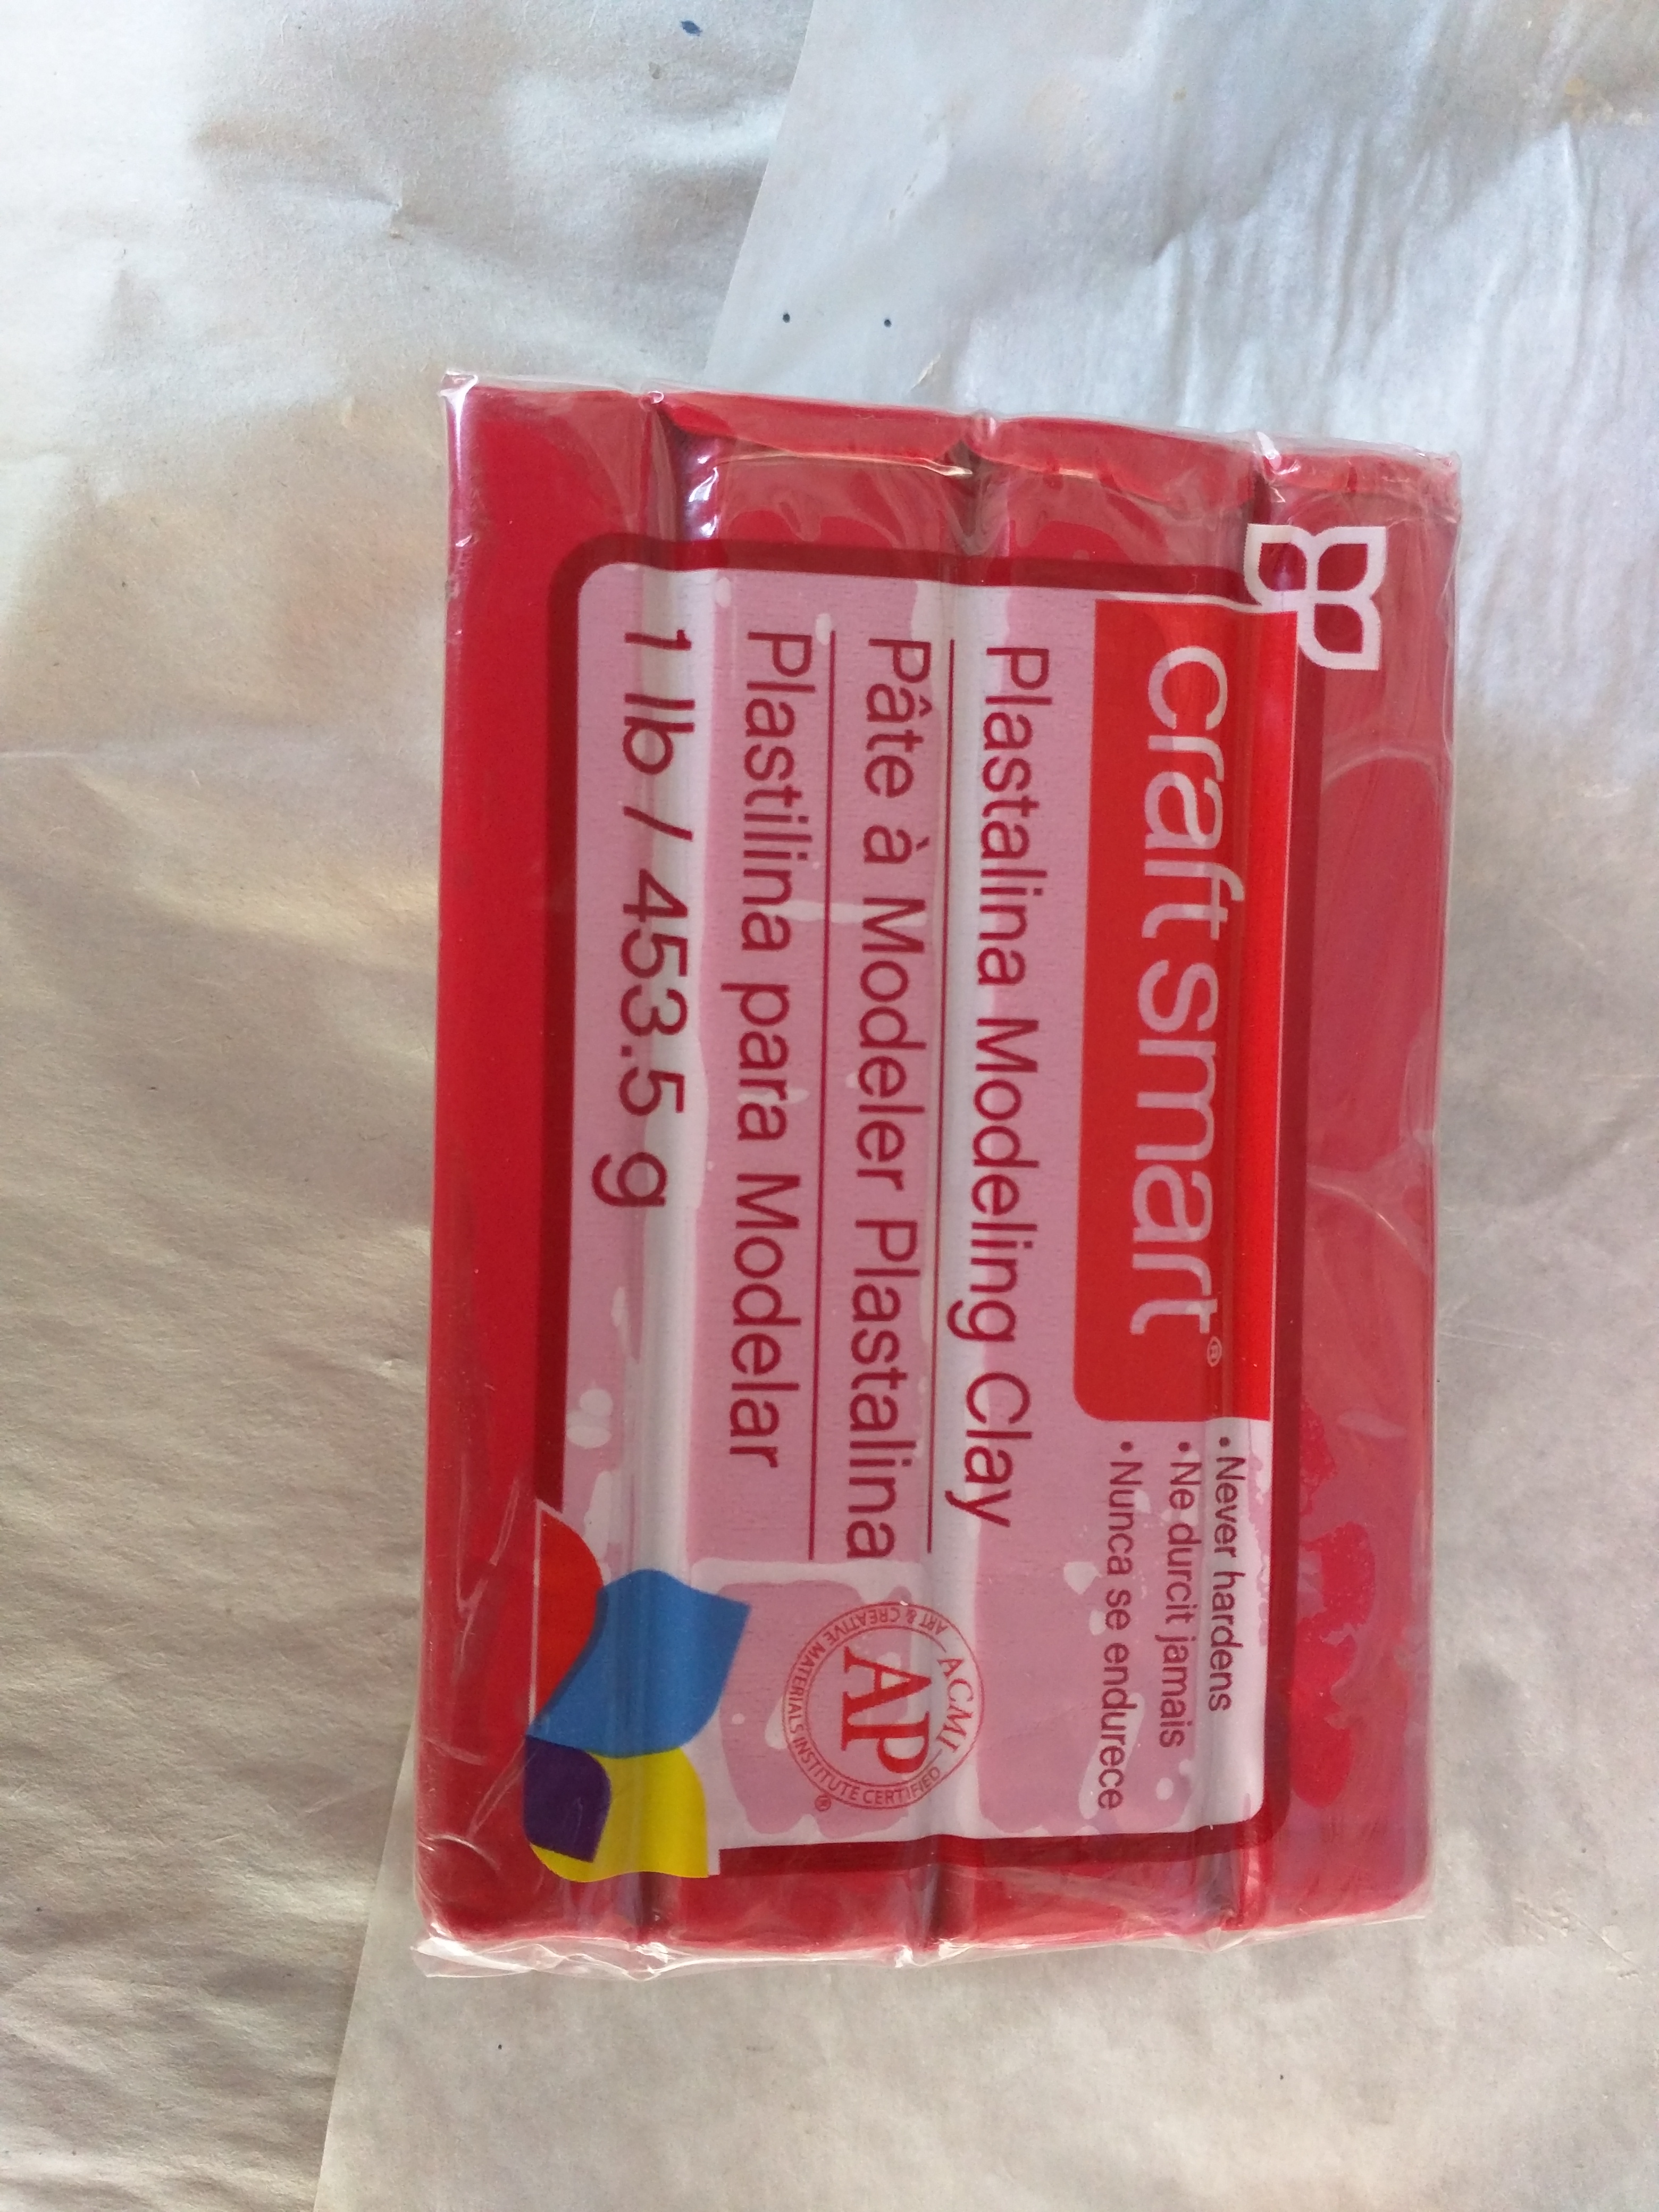 craft smart®
• Never hardens
• Ne durcit jamais
• Nunca se endurece
Plastalina Modeling Clay
Pâte à Modeler Plastalina
Plastilina para Modelar
1 lb / 453.5 g
ACMI
AP
ART & CREATIVE MATERIALS INSTITUTE CERTIFIED
®